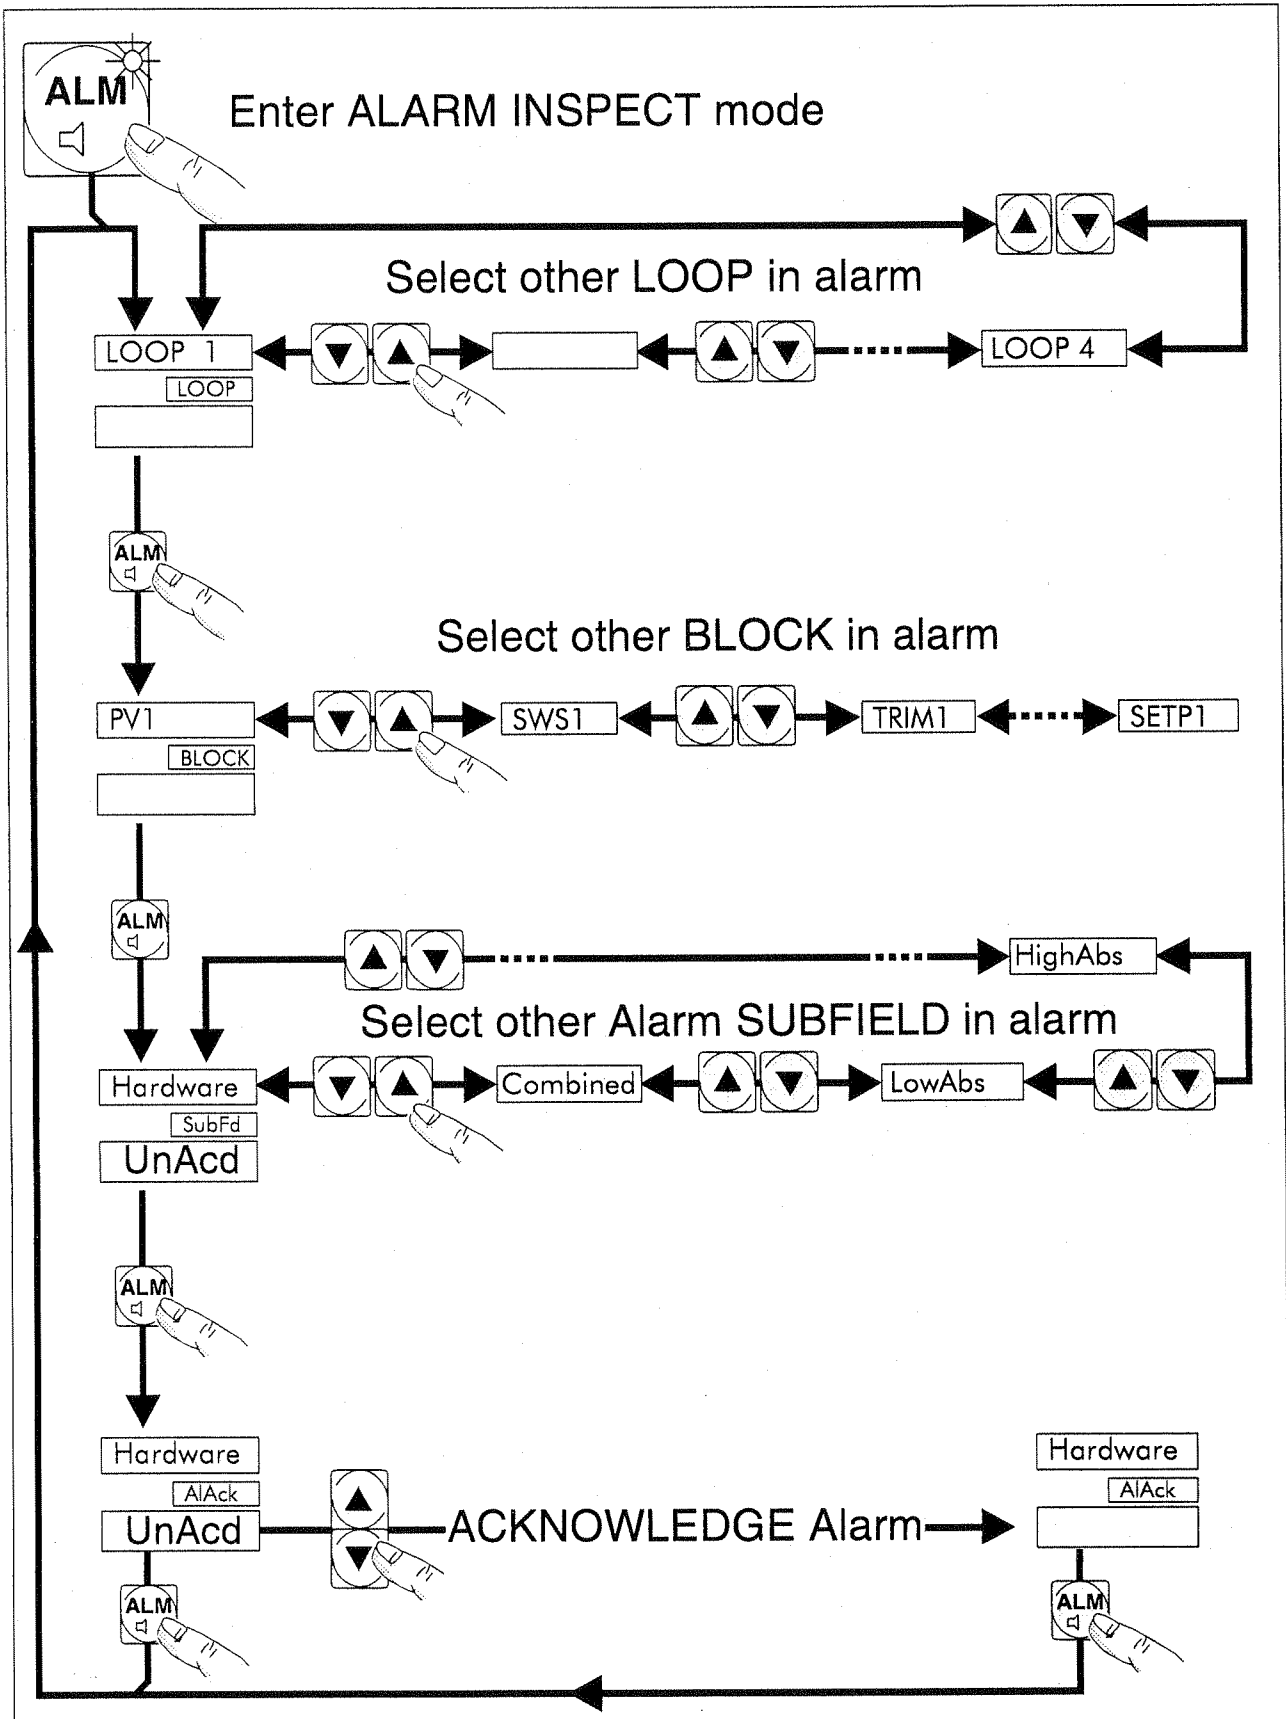 ALM
Enter ALARM INSPECT mode
Select other LOOP in alarm
LOOP 1
LOOP 4
LOOP
ALM
Select other BLOCK in alarm
PV1
SWS1
TRIM1
SETP1
BLOCK
ALM
HighAbs
Select other Alarm SUBFIELD in alarm
Hardware
Combined
LowAbs
SubFd
UnAcd
ALM
Hardware
AlAck
UnAcd
ACKNOWLEDGE Alarm
Hardware
AlAck
ALM
ALM